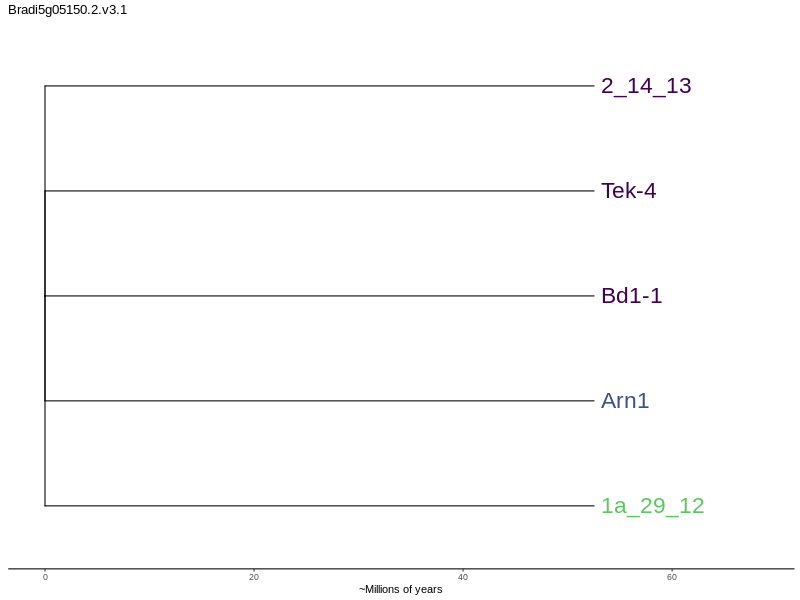 Bradi5g05150.2.v3.1
2_14_13
Tek-4
Bd1-1
Arn1
1a_29_12
0 20 40 60
~Millions of years